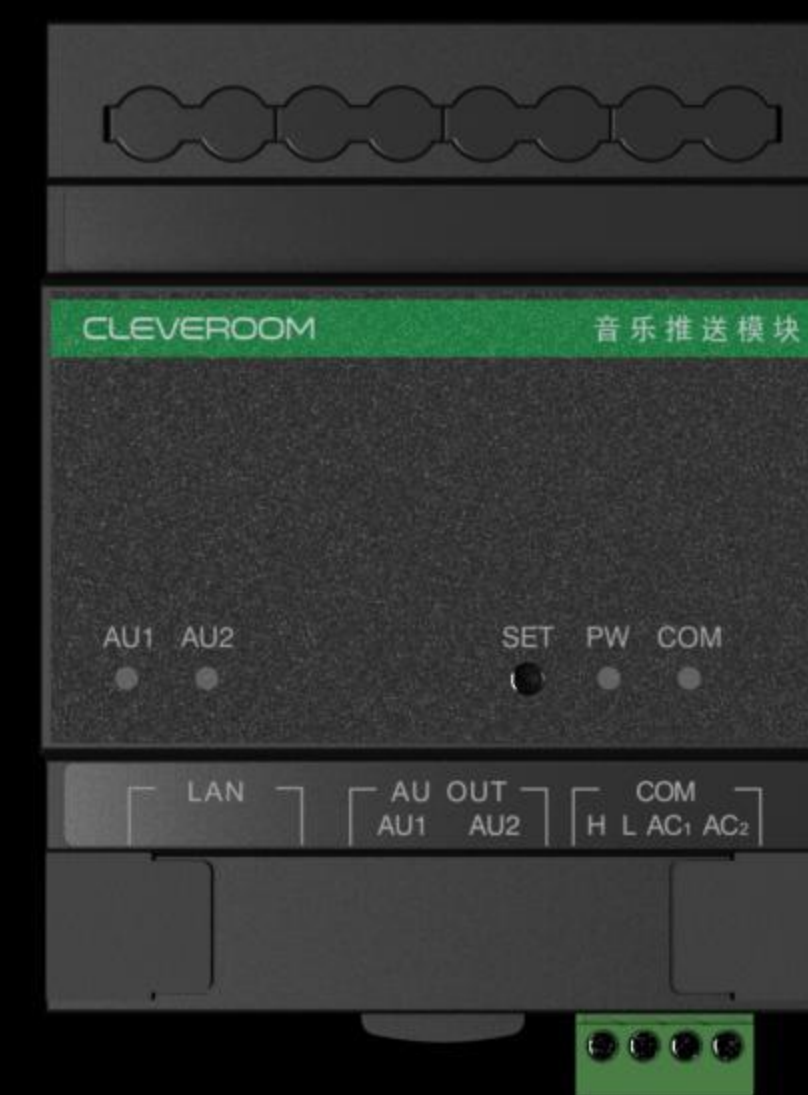 CLEVEROOM 音乐推送模块
AU1 AU2 SET PW COM
LAN AU OUT COM
AU1 AU2 H L AC1 AC2